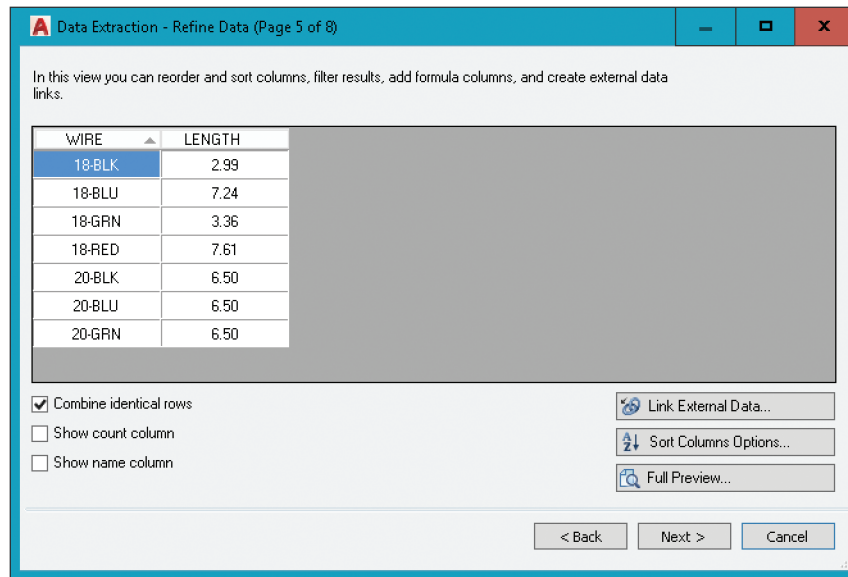 Data Extraction - Refine Data (Page 5 of 8)
In this view you can reorder and sort columns, filter results, add formula columns, and create external data
links.
WIRE LENGTH
18-BLK 2.99
18-BLU 7.24
18-GRN 3.36
18-RED 7.61
20-BLK 6.50
20-BLU 6.50
20-GRN 6.50
Combine identical rows
Show count column
Show name column
Link External Data...
Sort Columns Options...
Full Preview...
< Back Next > Cancel